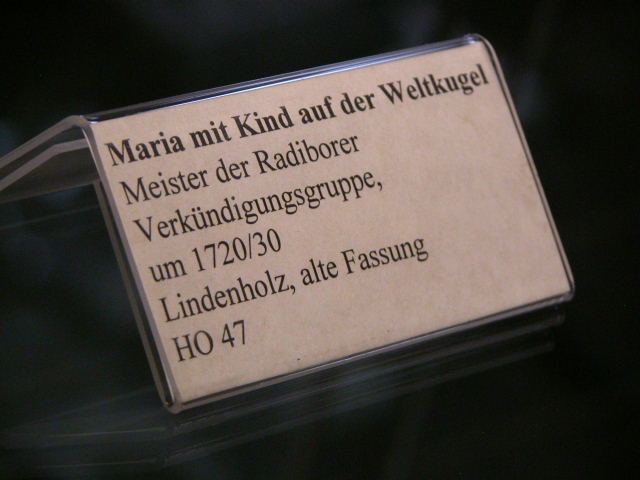 Maria mit Kind auf der Weltkugel
Meister der Radiborer
Verkündigungsgruppe,
um 1720/30
Lindenholz, alte Fassung
HO 47